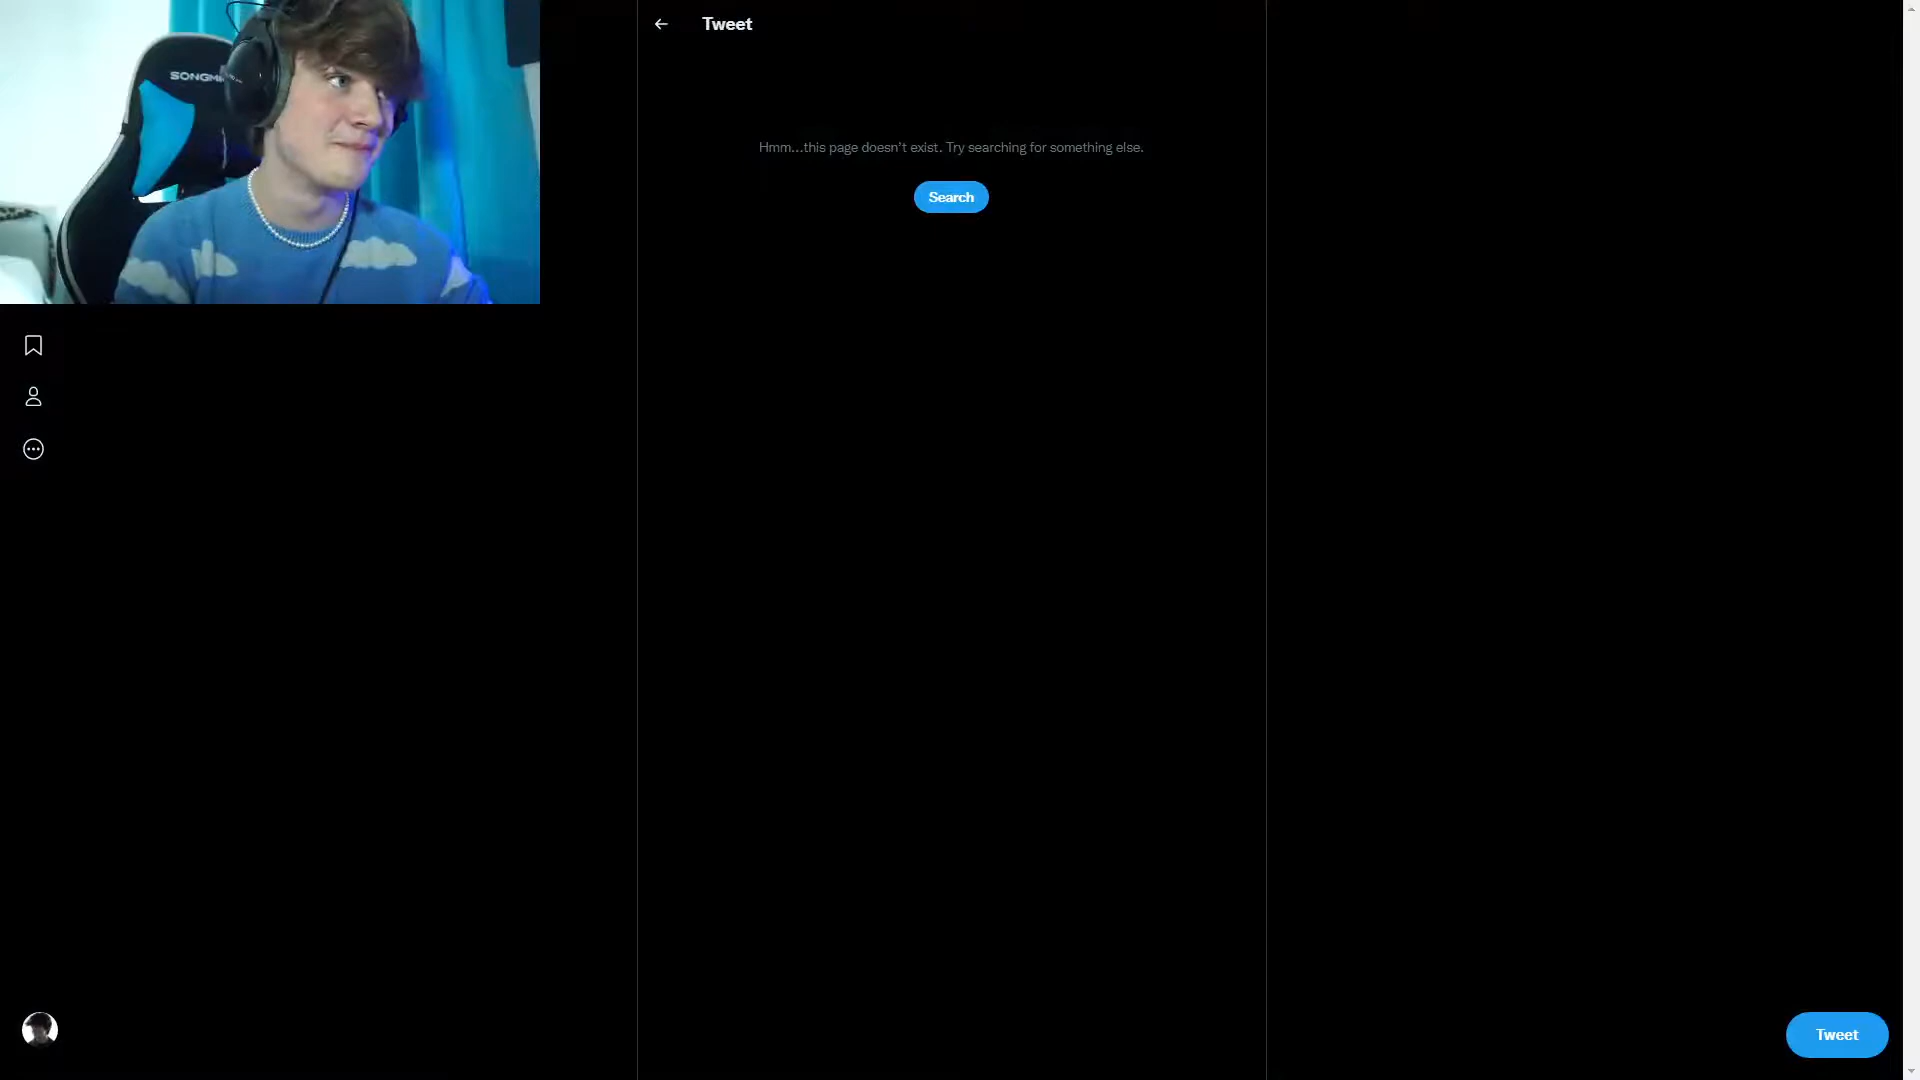 Tweet
Hmm...this page doesn't exist. Try searching for something else.
Search
Tweet